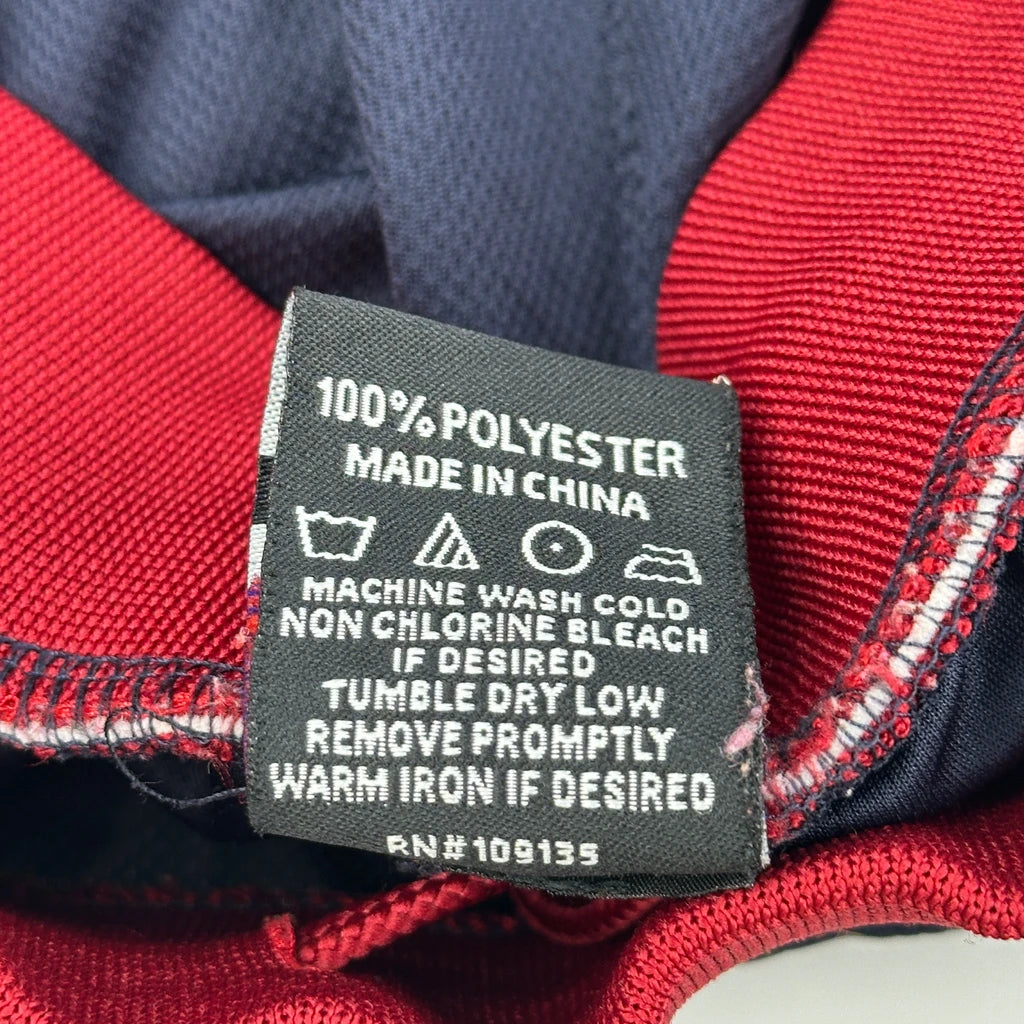 100% POLYESTER
MADE IN CHINA
MACHINE WASH COLD
NON CHLORINE BLEACH
IF DESIRED
TUMBLE DRY LOW
REMOVE PROMPTLY
WARM IRON IF DESIRED
RN#109135